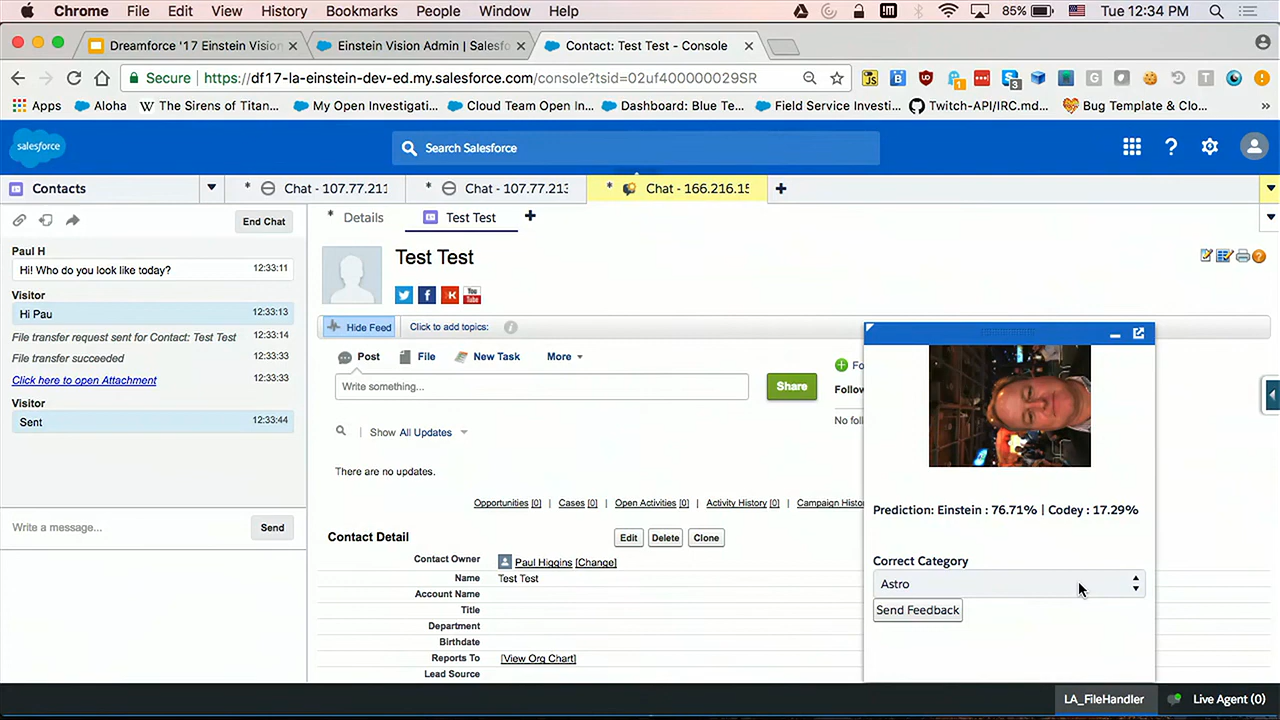 Chrome File Edit View History Bookmarks People Window Help 85% Tue 12:34 PM
Dreamforce '17 Einstein Vision
Einstein Vision Admin | Salesfo
Contact: Test Test - Console
Secure https://df17-la-einstein-dev-ed.my.salesforce.com/console?tsid=02uf400000029SR
Apps Aloha The Sirens of Titan... My Open Investigati... Cloud Team Open In... Dashboard: Blue Te... Field Service Investi... Twitch-API/IRC.md... Bug Template & Clo... »
salesforce
Search Salesforce
Contacts
* Chat - 107.77.211
* Chat - 107.77.213
* Chat - 166.216.15
End Chat
* Details
Test Test
Paul H
Hi! Who do you look like today? 12:33:11
Visitor
Hi Pau 12:33:13
File transfer request sent for Contact: Test Test 12:33:14
File transfer succeeded 12:33:33
Click here to open Attachment 12:33:33
Visitor
Sent 12:33:44
Write a message...
Send
Test Test
You
Tube
Hide Feed
Click to add topics:
Post File New Task More
Write something...
Share
Fo
Follow
No foll
Show All Updates
There are no updates.
Opportunities [0] | Cases [0] | Open Activities [0] | Activity History [0] | Campaign Histo
Contact Detail
Edit Delete Clone
Contact Owner Paul Higgins [Change]
Name Test Test
Account Name
Title
Department
Birthdate
Reports To [View Org Chart]
Lead Source
Prediction: Einstein : 76.71% | Codey : 17.29%
Correct Category
Astro
Send Feedback
LA_FileHandler
Live Agent (0)